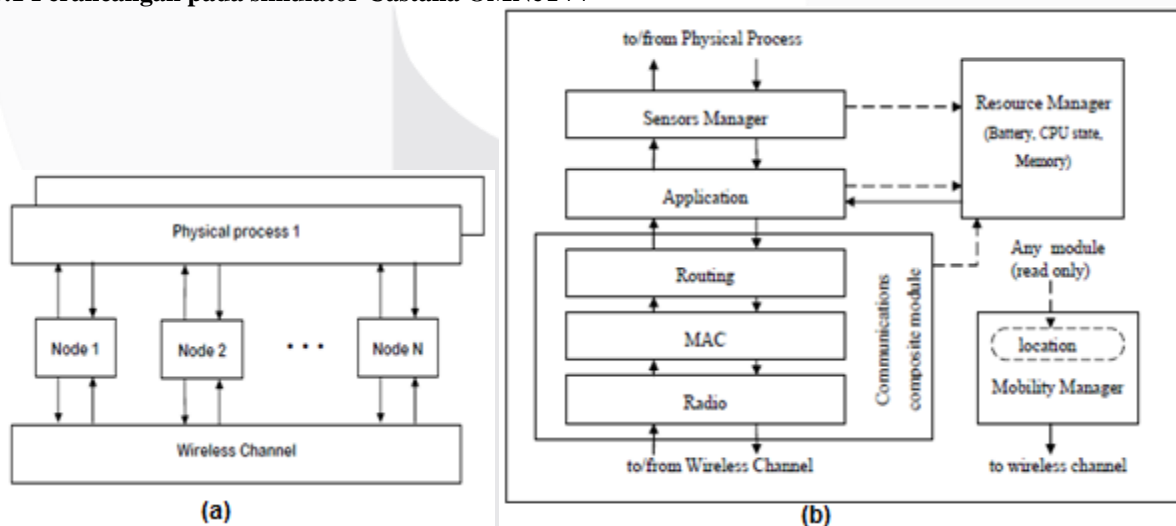 Perancangan pada simulator Castalia OMNET++
Physical process 1
Node 1
Node 2
• • •
Node N
Wireless Channel
(a)
to/from Physical Process
Sensors Manager
Application
Routing
MAC
Radio
Communications
composite module
to/from Wireless Channel
Resource Manager
(Battery, CPU state,
Memory)
Any module
(read only)
location
Mobility Manager
to wireless channel
(b)